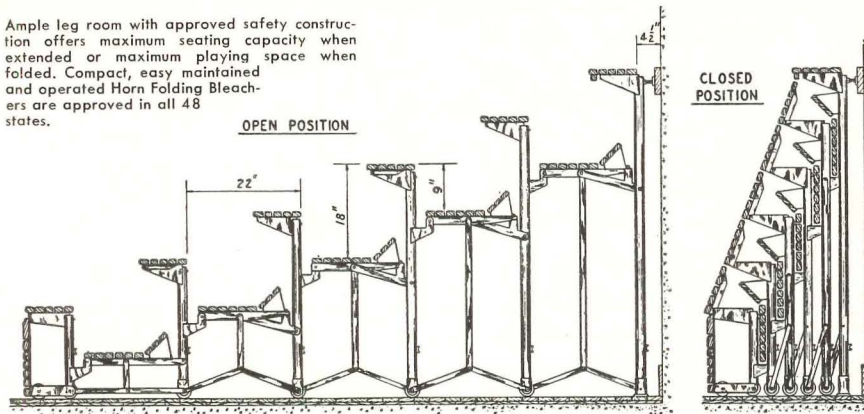 Ample leg room with approved safety construc-
tion offers maximum seating capacity when
extended or maximum playing space when
folded. Compact, easy maintained
and operated Horn Folding Bleach-
ers are approved in all 48
states.
OPEN POSITION
22"
18"
9"
4½"
CLOSED
POSITION